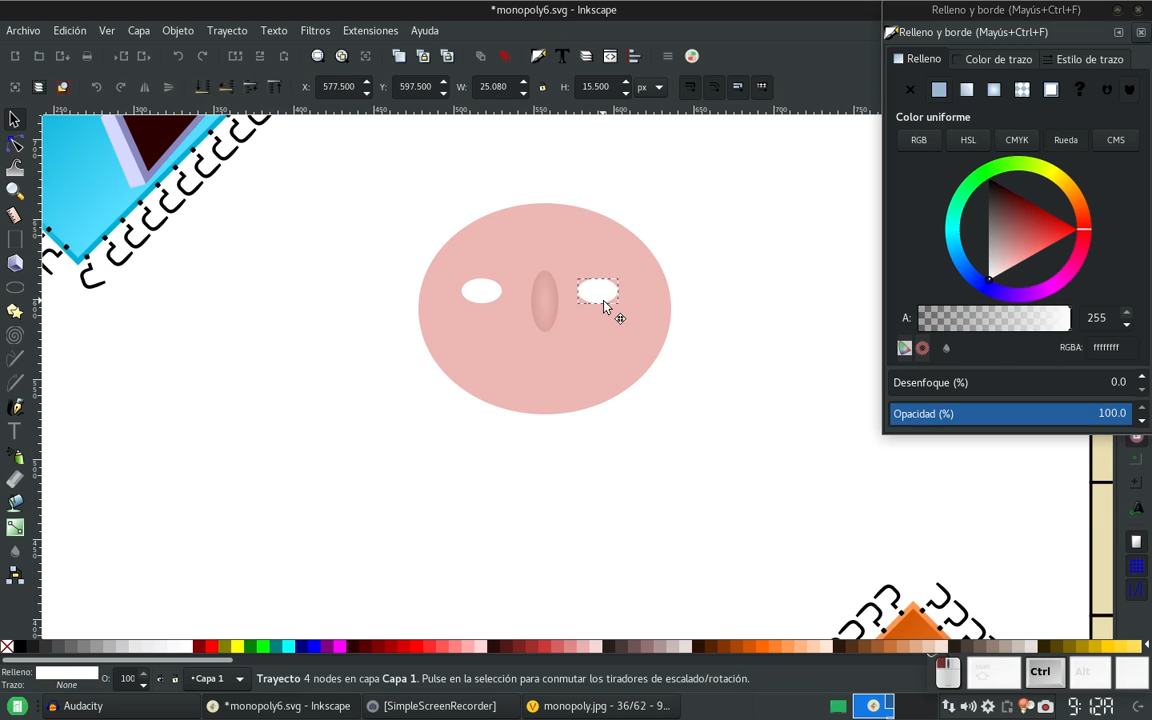 *monopoly6.svg - Inkscape
Relleno y borde (Mayús+Ctrl+F)
Archivo Edición Ver Capa Objeto Trayecto Texto Filtros Extensiones Ayuda
Relleno y borde (Mayús+Ctrl+F)
Relleno Color de trazo Estilo de trazo
X: 577.500 Y: 597.500 W: 25.080 H: 15.500 px
Color uniforme
RGB HSL CMYK Rueda CMS
A: 255
RGBA: ffffffff
Desenfoque (%) 0.0
Opacidad (%) 100.0
Relleno:
Trazo: None
O: 100
•Capa 1
Trayecto 4 nodos en capa Capa 1. Pulse en la selección para conmutar los tiradores de escalado/rotación.
Ctrl Alt
Audacity *monopoly6.svg - Inkscape [SimpleScreenRecorder] monopoly.jpg - 36/62 - 9...